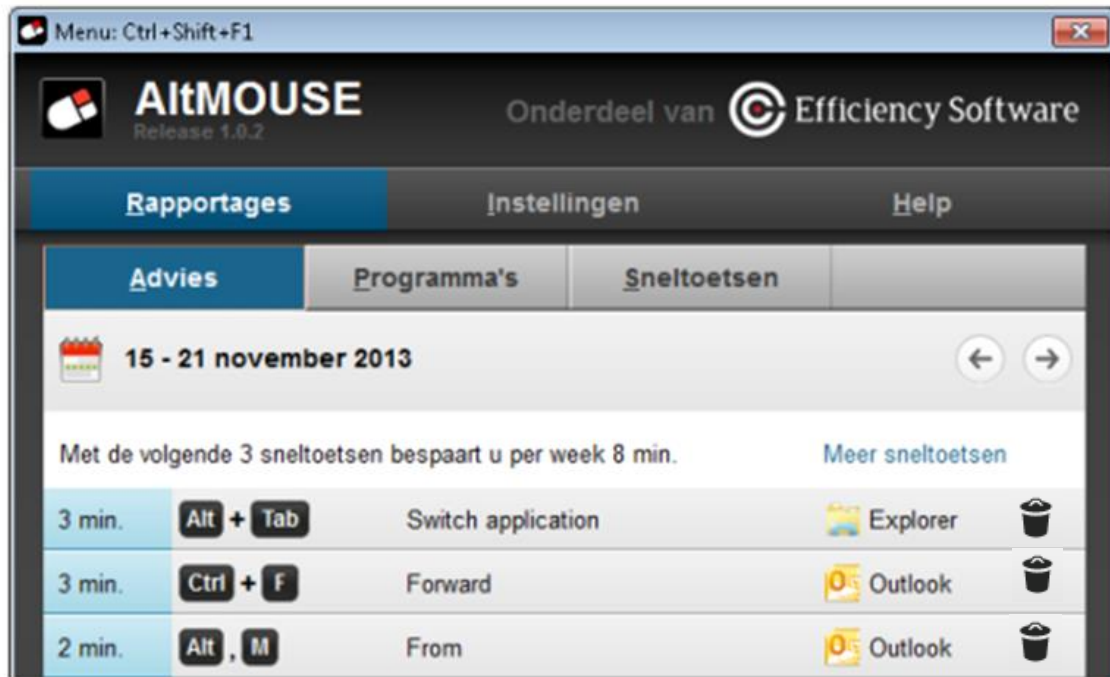 Menu: Ctrl+Shift+F1
AltMOUSE
Release 1.0.2
Onderdeel van Efficiency Software
Rapportages Instellingen Help
Advies Programma's Sneltoetsen
15 - 21 november 2013
Met de volgende 3 sneltoetsen bespaart u per week 8 min. Meer sneltoetsen
3 min. Alt + Tab Switch application Explorer
3 min. Ctrl + F Forward Outlook
2 min. Alt , M From Outlook